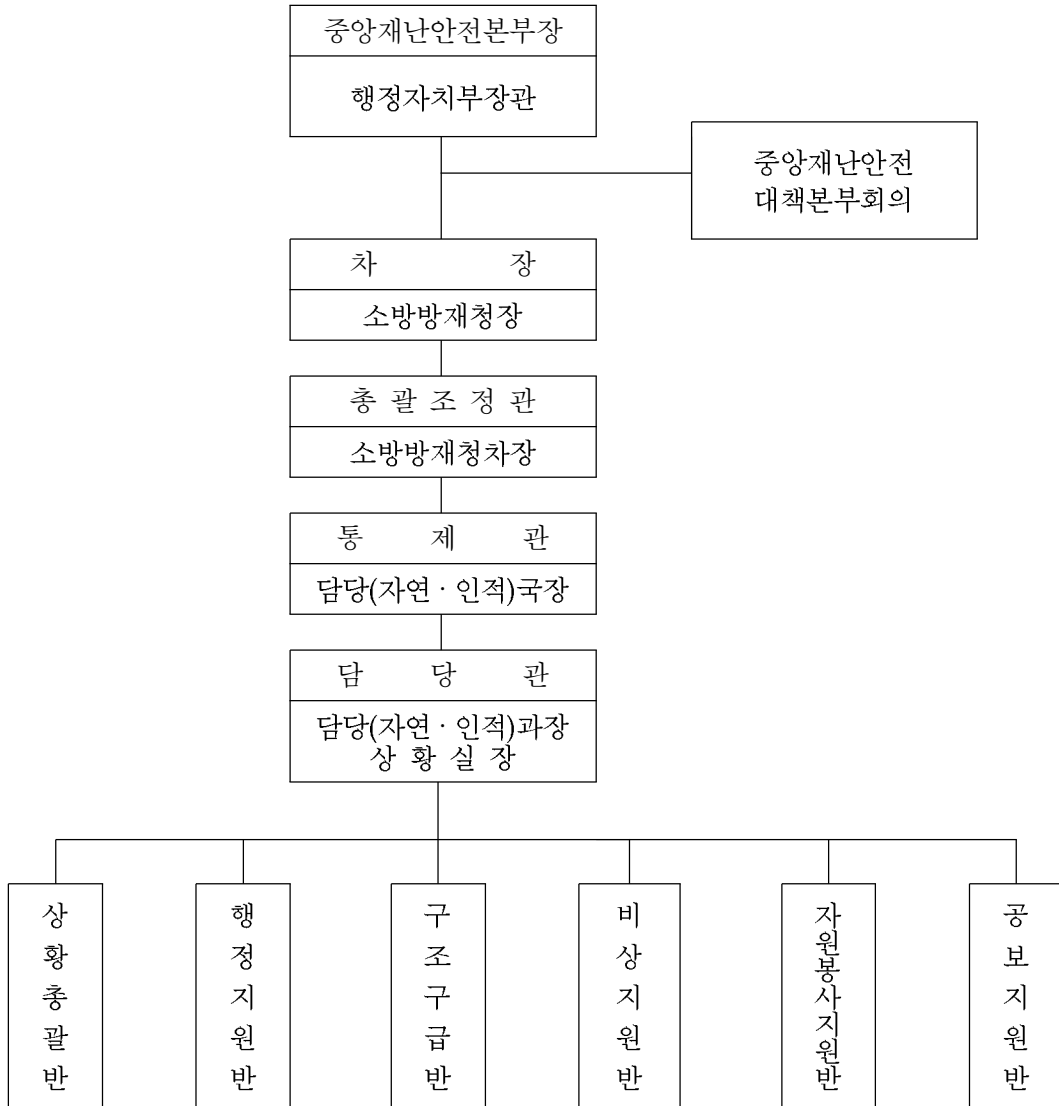 중앙재난안전본부장
행정자치부장관
중앙재난안전
대책본부회의
차 장
소방방재청장
총 괄 조 정 관
소방방재청차장
통 제 관
담당(자연·인적)국장
담 당 관
담당(자연·인적)과장
상 황 실 장
상황총괄반
행정지원반
구조구급반
비상지원반
자원봉사지원반
공보지원반